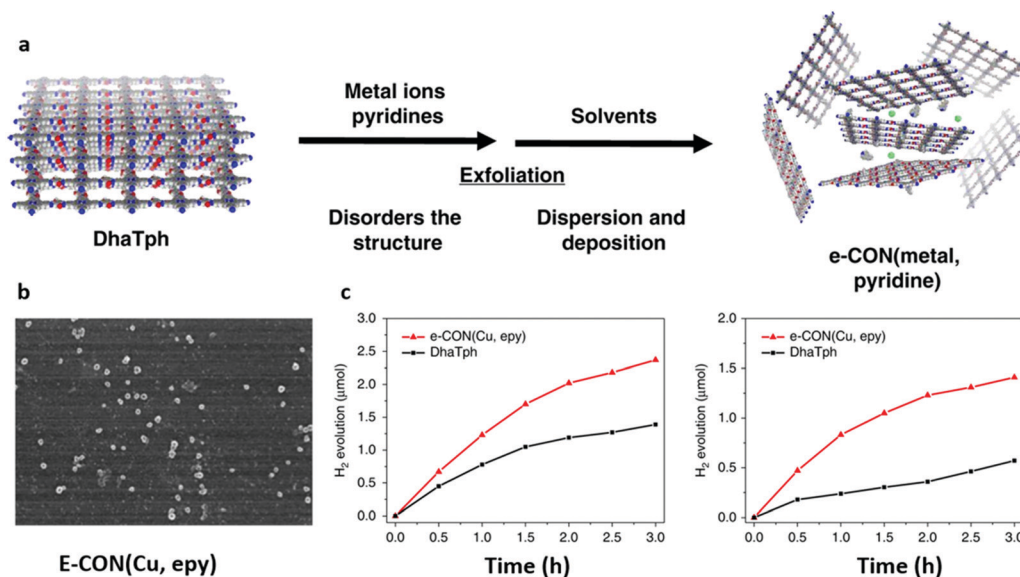 a
DhaTph
Metal ions
pyridines
Solvents
Exfoliation
Disorders the
structure
Dispersion and
deposition
e-CON(metal,
pyridine)
b
E-CON(Cu, epy)
c
3.0
2.5
2.0
1.5
1.0
0.5
0.0
H2 evolution (μmol)
e-CON(Cu, epy)
DhaTph
0.0 0.5 1.0 1.5 2.0 2.5 3.0
Time (h)
2.0
1.5
1.0
0.5
0.0
H2 evolution (μmol)
e-CON(Cu, epy)
DhaTph
0.0 0.5 1.0 1.5 2.0 2.5 3.0
Time (h)